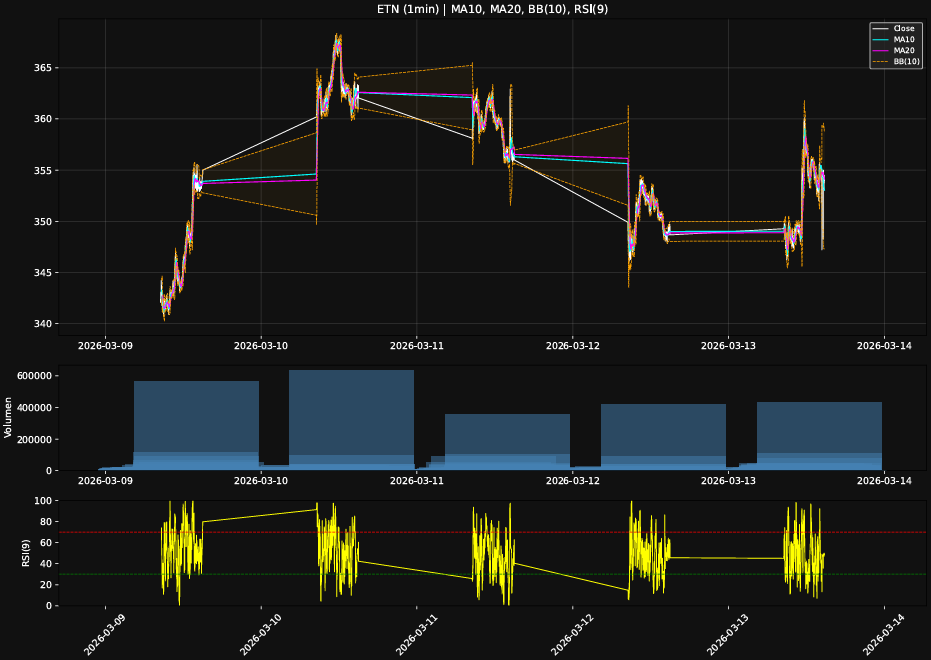 ETN (1min) | MA10, MA20, BB(10), RSI(9)
Close
MA10
MA20
BB(10)
365
360
355
350
345
340
2026-03-09 2026-03-10 2026-03-11 2026-03-12 2026-03-13 2026-03-14
Volumen
600000
400000
200000
0
2026-03-09 2026-03-10 2026-03-11 2026-03-12 2026-03-13 2026-03-14
RSI(9)
100
80
60
40
20
0
2026-03-09 2026-03-10 2026-03-11 2026-03-12 2026-03-13 2026-03-14